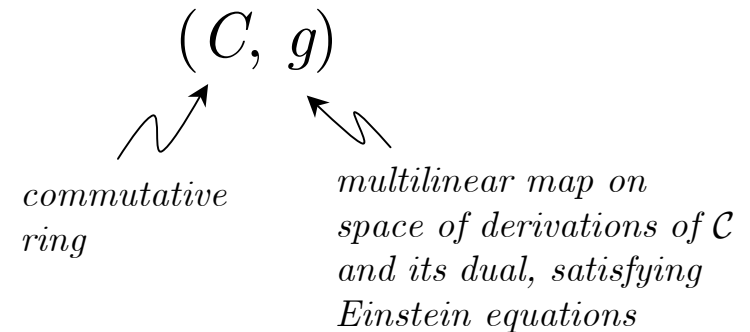 (C, g)
commutative
ring
multilinear map on
space of derivations of 𝒞
and its dual, satisfying
Einstein equations